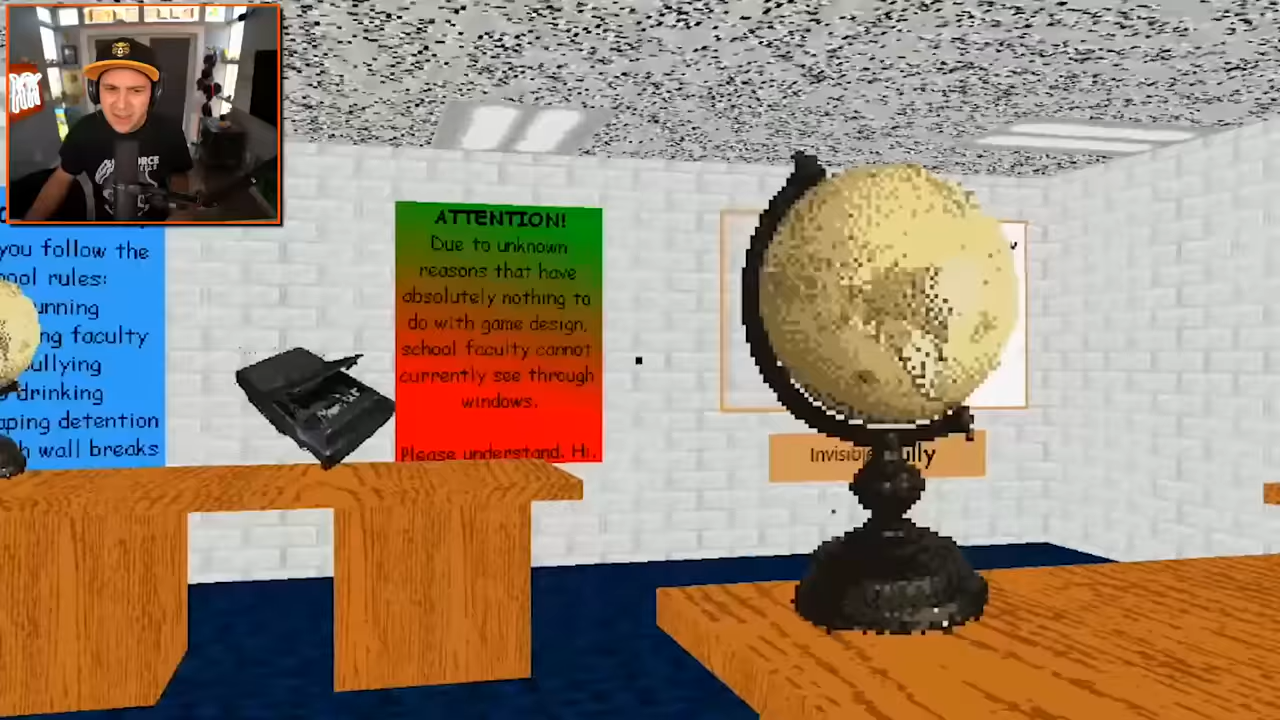 you follow the
ool rules:
unning
ng faculty
ullying
drinking
aping detention
h wall breaks
ATTENTION!
Due to unknown
reasons that have
absolutely nothing to
do with game design,
school faculty cannot
currently see through
windows.
Please understand. Hi.
Invisib lly